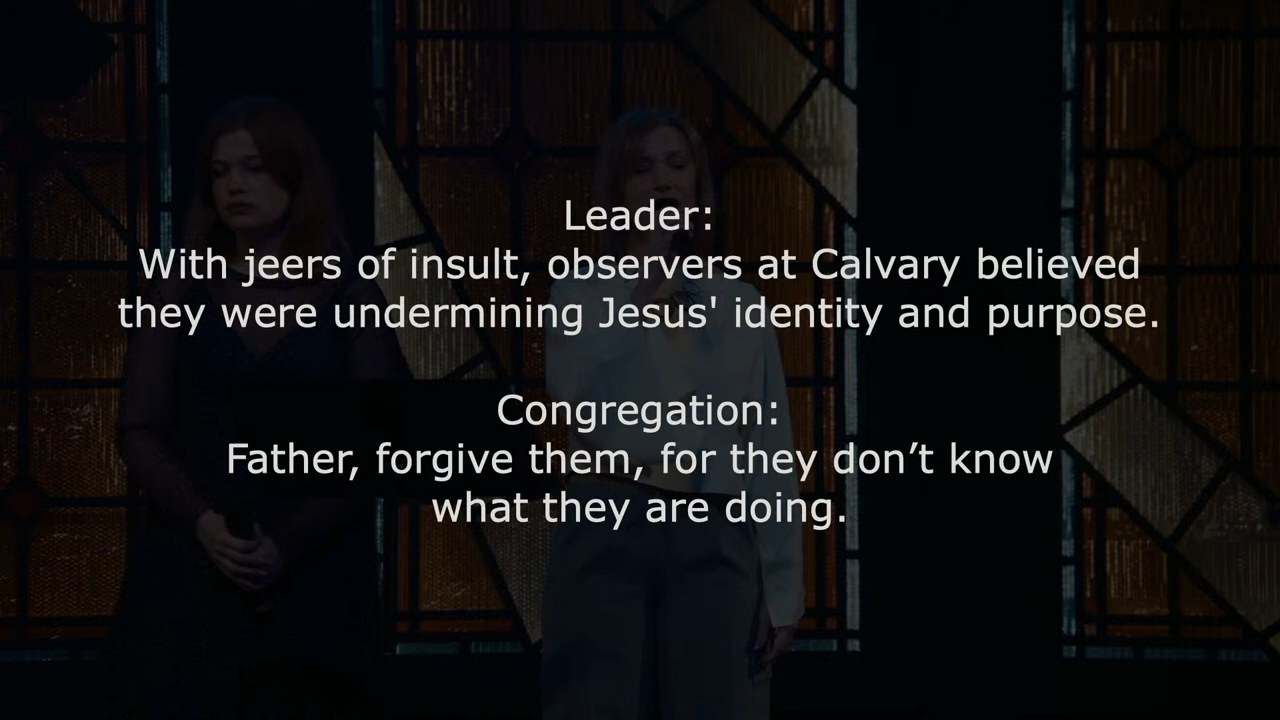 Leader:
With jeers of insult, observers at Calvary believed
they were undermining Jesus' identity and purpose.
Congregation:
Father, forgive them, for they don’t know
what they are doing.